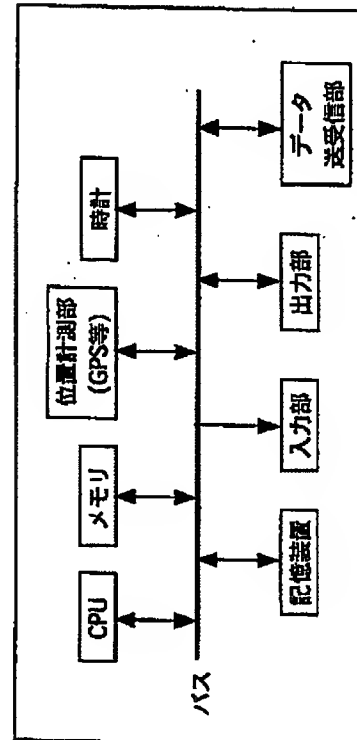 CPU
メモリ
位置計測部
(GPS等)
時計
バス
記憶装置
入力部
出力部
データ
送受信部